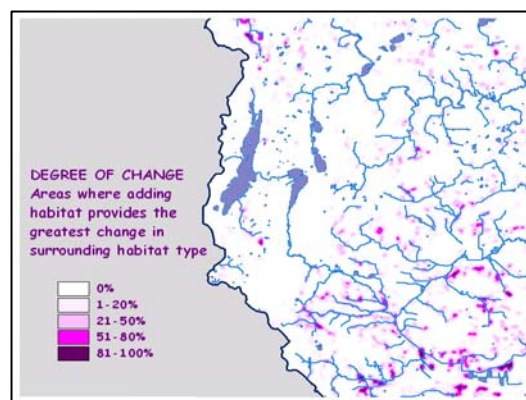 DEGREE OF CHANGE
Areas where adding
habitat provides the
greatest change in
surrounding habitat type
0%
1-20%
21-50%
51-80%
81-100%